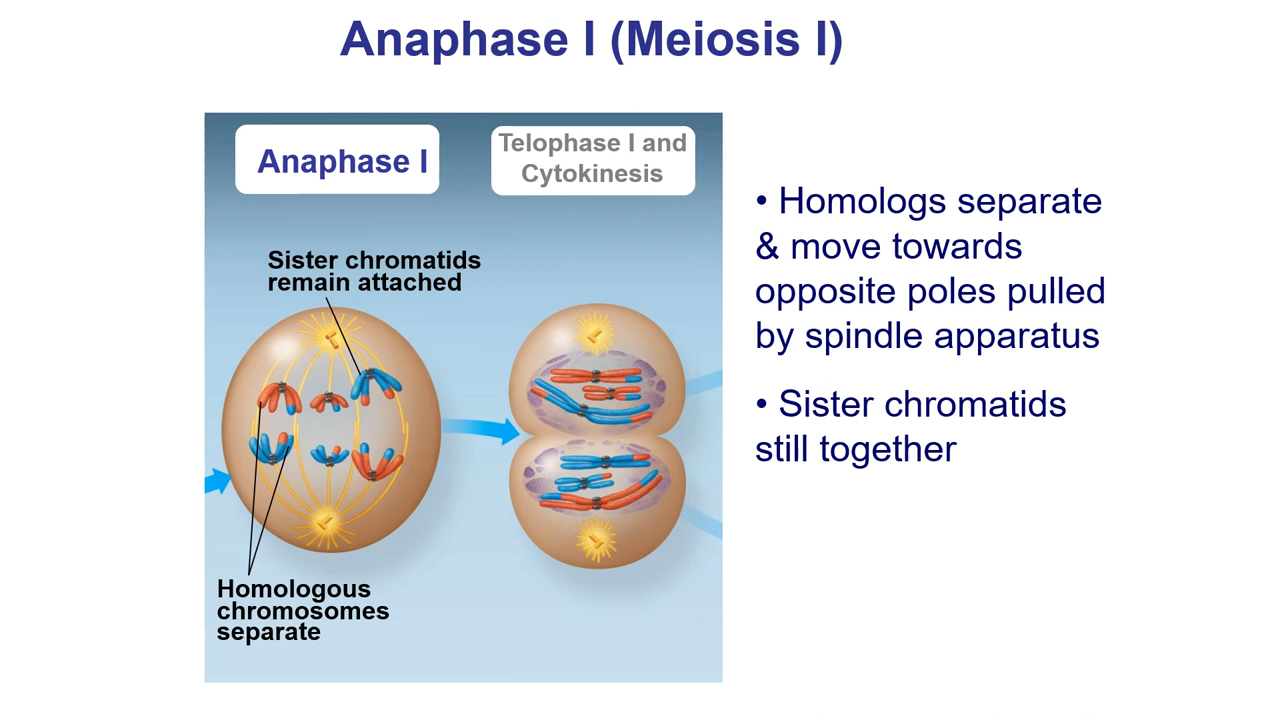 Anaphase I (Meiosis I)
Anaphase I
Telophase I and
Cytokinesis
Sister chromatids
remain attached
Homologous
chromosomes
separate
• Homologs separate
& move towards
opposite poles pulled
by spindle apparatus
• Sister chromatids
still together